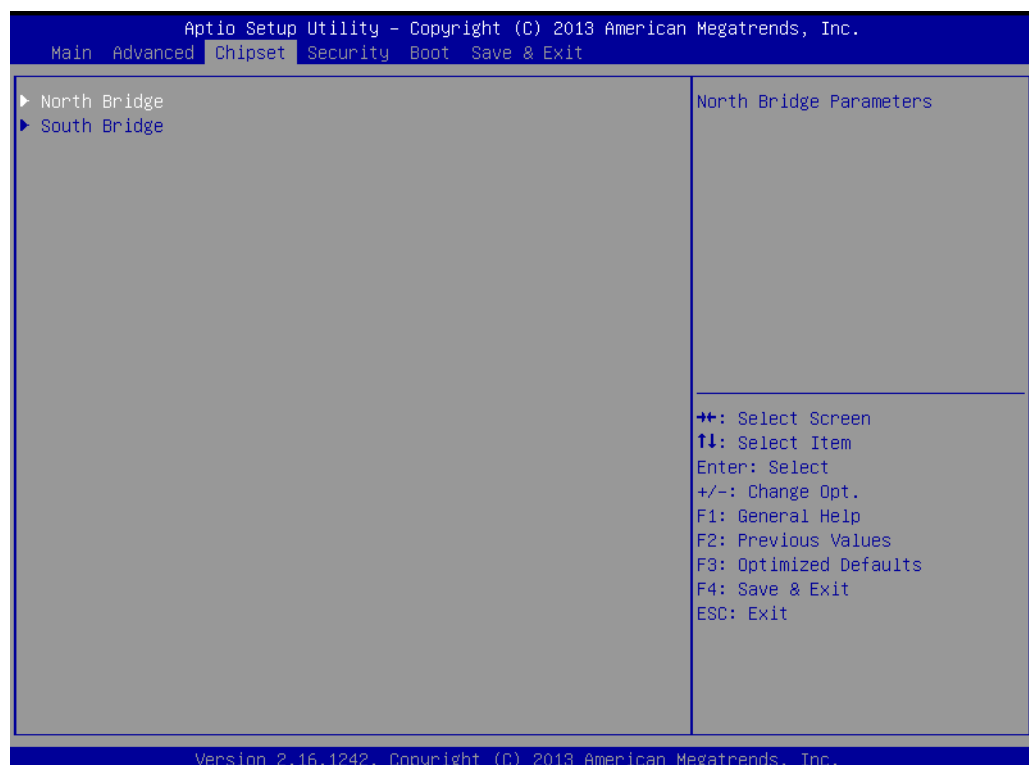 Aptio Setup Utility – Copyright (C) 2013 American Megatrends, Inc.
Main Advanced Chipset Security Boot Save & Exit
▶ North Bridge
▶ South Bridge
North Bridge Parameters
→←: Select Screen
↑↓: Select Item
Enter: Select
+/-: Change Opt.
F1: General Help
F2: Previous Values
F3: Optimized Defaults
F4: Save & Exit
ESC: Exit
Version 2.16.1242. Copyright (C) 2013 American Megatrends, Inc.